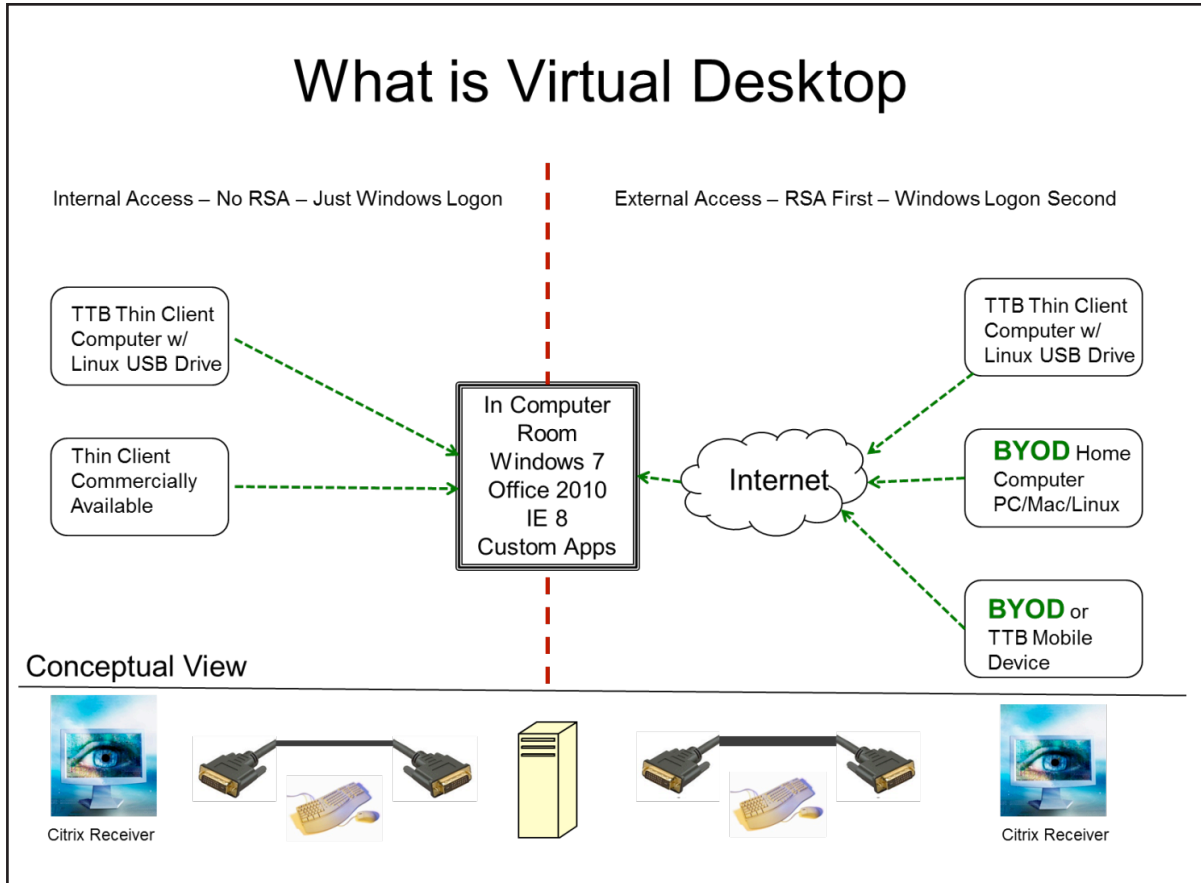 What is Virtual Desktop
Internal Access – No RSA – Just Windows Logon
External Access – RSA First – Windows Logon Second
TTB Thin Client
Computer w/
Linux USB Drive
Thin Client
Commercially
Available
In Computer
Room
Windows 7
Office 2010
IE 8
Custom Apps
Internet
TTB Thin Client
Computer w/
Linux USB Drive
BYOD Home
Computer
PC/Mac/Linux
BYOD or
TTB Mobile
Device
Conceptual View
Citrix Receiver
Citrix Receiver